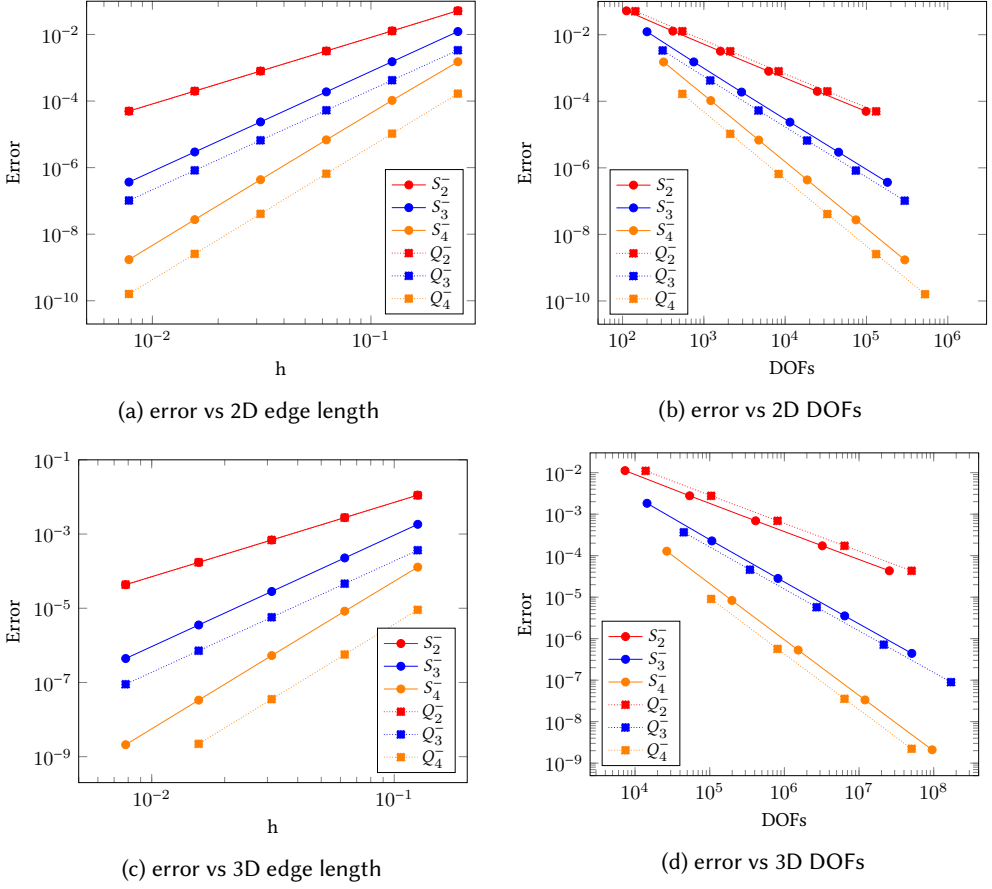 10^{-2}
10^{-4}
10^{-6}
10^{-8}
10^{-10}
Error
10^{-2}
10^{-1}
h
S_2^-
S_3^-
S_4^-
Q_2^-
Q_3^-
Q_4^-
(a) error vs 2D edge length
10^{-2}
10^{-4}
10^{-6}
10^{-8}
10^{-10}
Error
10^2
10^3
10^4
10^5
10^6
DOFs
S_2^-
S_3^-
S_4^-
Q_2^-
Q_3^-
Q_4^-
(b) error vs 2D DOFs
10^{-1}
10^{-3}
10^{-5}
10^{-7}
10^{-9}
Error
10^{-2}
10^{-1}
h
S_2^-
S_3^-
S_4^-
Q_2^-
Q_3^-
Q_4^-
(c) error vs 3D edge length
10^{-2}
10^{-3}
10^{-4}
10^{-5}
10^{-6}
10^{-7}
10^{-8}
10^{-9}
Error
10^4
10^5
10^6
10^7
10^8
DOFs
S_2^-
S_3^-
S_4^-
Q_2^-
Q_3^-
Q_4^-
(d) error vs 3D DOFs